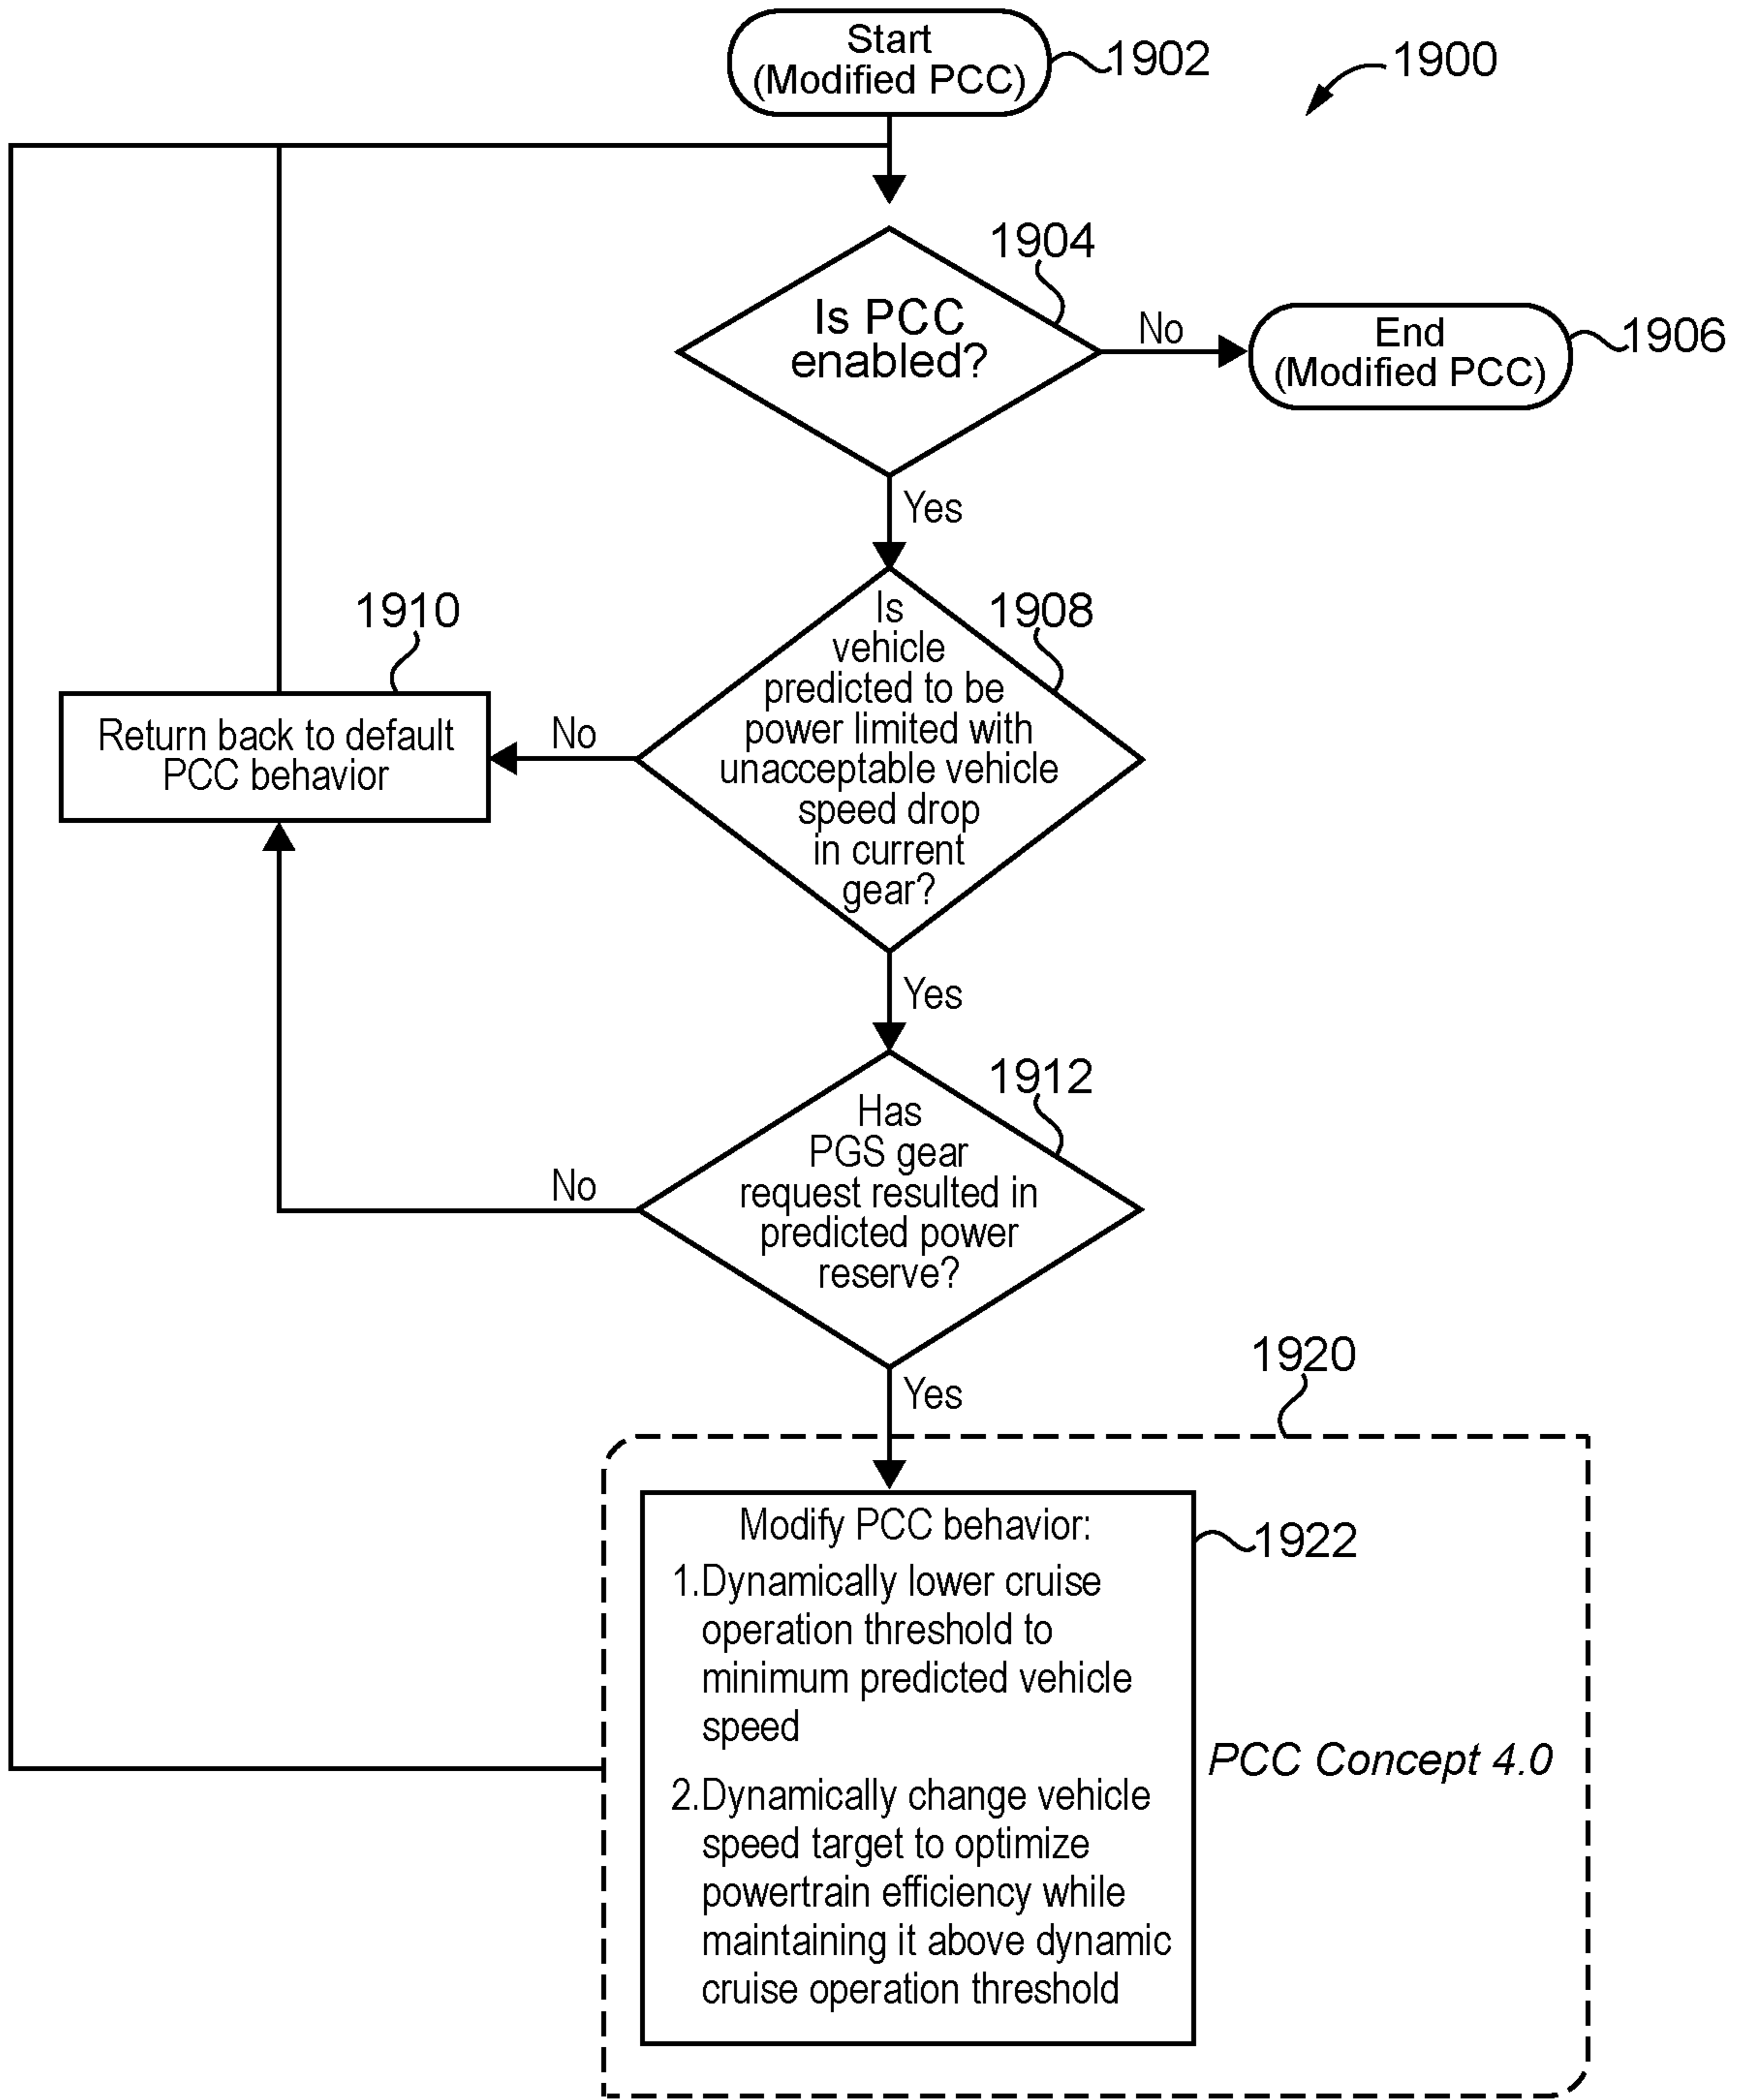 Start
(Modified PCC)
1902
1900
1904
Is PCC
enabled?
No
End
(Modified PCC)
1906
Yes
1910
Return back to default
PCC behavior
No
1908
Is
vehicle
predicted to be
power limited with
unacceptable vehicle
speed drop
in current
gear?
Yes
1912
Has
PGS gear
request resulted in
predicted power
reserve?
No
Yes
1920
Modify PCC behavior:
1.Dynamically lower cruise
operation threshold to
minimum predicted vehicle
speed
2.Dynamically change vehicle
speed target to optimize
powertrain efficiency while
maintaining it above dynamic
cruise operation threshold
1922
PCC Concept 4.0